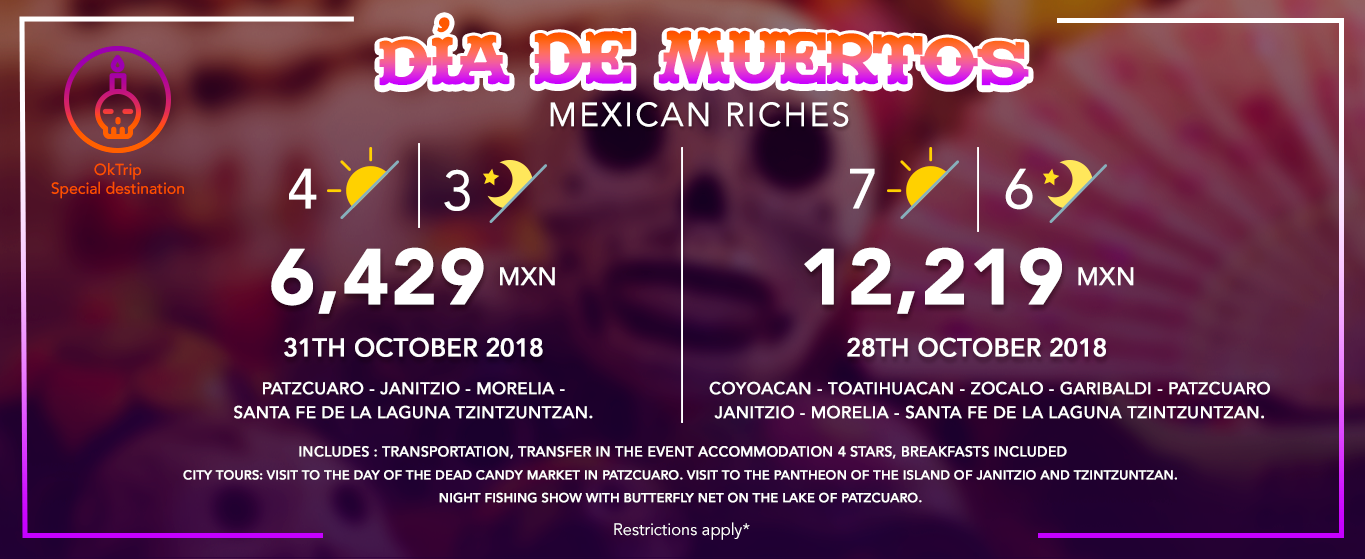 DÍA DE MUERTOS
MEXICAN RICHES
OkTrip
Special destination
4
3
6,429 MXN
31TH OCTOBER 2018
PATZCUARO - JANITZIO - MORELIA -
SANTA FE DE LA LAGUNA TZINTZUNTZAN.
7
6
12,219 MXN
28TH OCTOBER 2018
COYOACAN - TOATIHUACAN - ZOCALO - GARIBALDI - PATZCUARO
JANITZIO - MORELIA - SANTA FE DE LA LAGUNA TZINTZUNTZAN.
INCLUDES : TRANSPORTATION, TRANSFER IN THE EVENT ACCOMMODATION 4 STARS, BREAKFASTS INCLUDED
CITY TOURS: VISIT TO THE DAY OF THE DEAD CANDY MARKET IN PATZCUARO. VISIT TO THE PANTHEON OF THE ISLAND OF JANITZIO AND TZINTZUNTZAN.
NIGHT FISHING SHOW WITH BUTTERFLY NET ON THE LAKE OF PATZCUARO.
Restrictions apply*